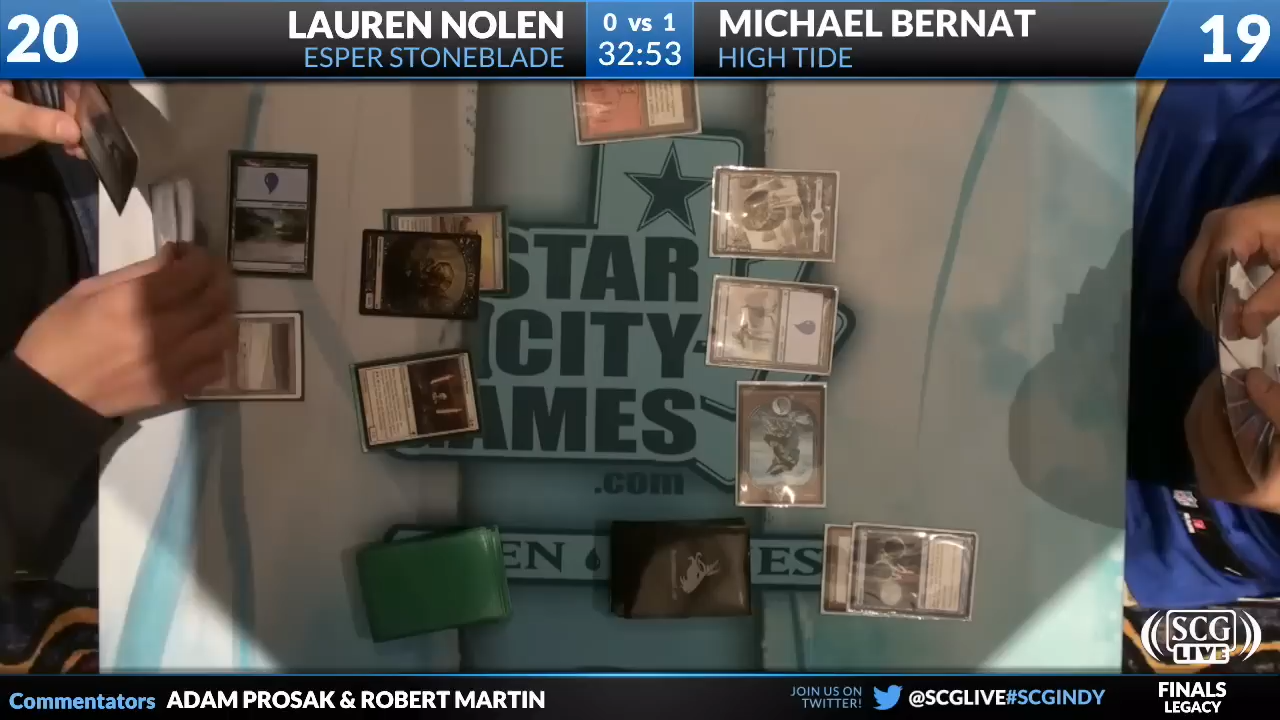 20
LAUREN NOLEN
ESPER STONEBLADE
0 vs 1
32:53
MICHAEL BERNAT
HIGH TIDE
19
STAR
CITY
GAMES
.com
EN
ES
SCG
LIVE
Commentators ADAM PROSAK & ROBERT MARTIN
JOIN US ON
TWITTER!
@SCGLIVE#SCGINDY
FINALS
LEGACY